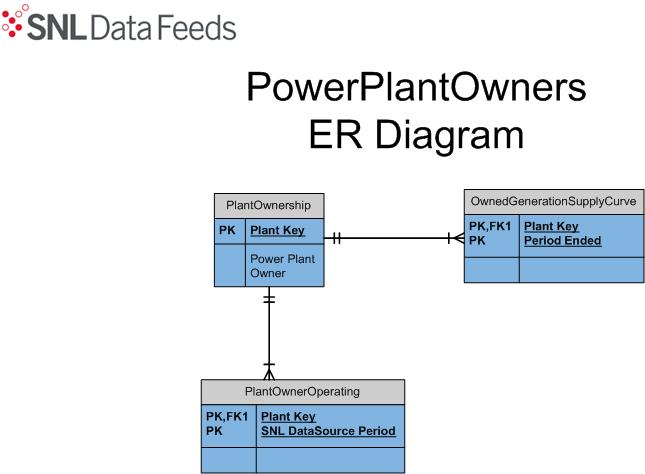 SNL Data Feeds
PowerPlantOwners
ER Diagram
PlantOwnership
PK Plant Key
Power Plant
Owner
OwnedGenerationSupplyCurve
PK,FK1 Plant Key
PK Period Ended
PlantOwnerOperating
PK,FK1 Plant Key
PK SNL DataSource Period